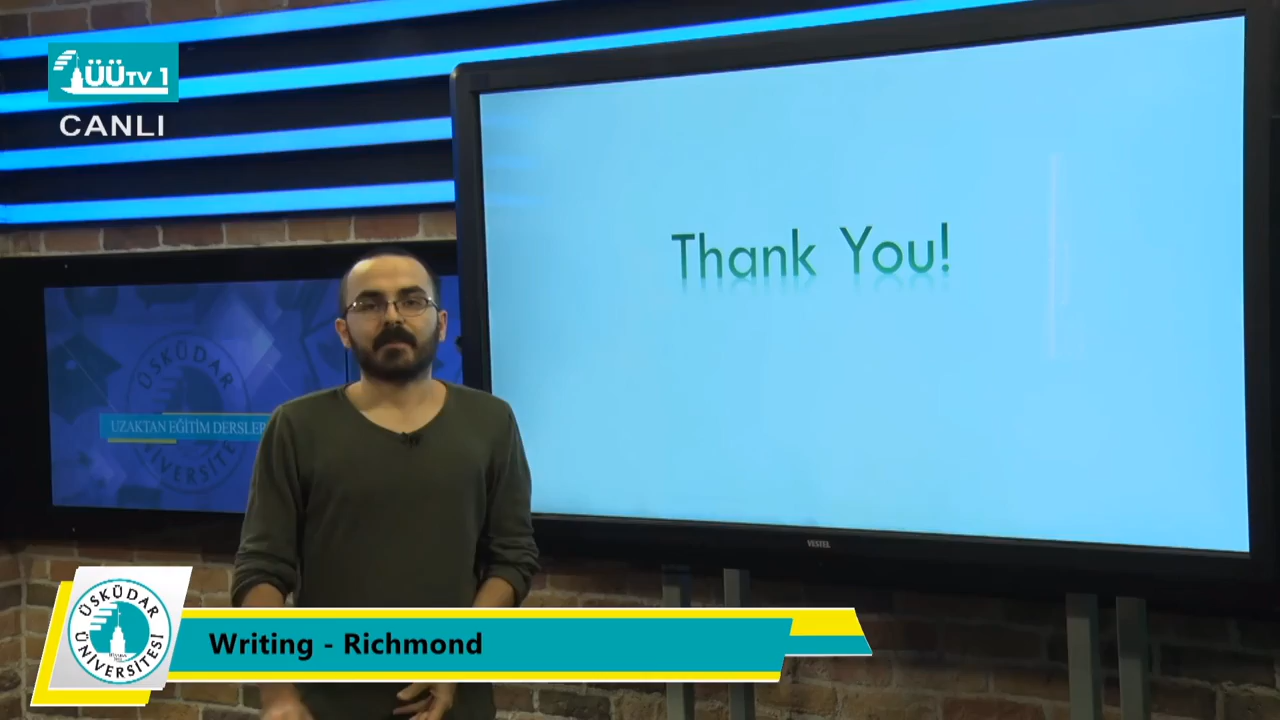 ÜÜTV 1
CANLI
Thank You!
ÜSKÜDAR
UZAKTAN EĞİTİM DERSLER
ÜNİVERSİTE
VESTEL
ÜSKÜDAR
ÜNİVERSİTESİ
Writing - Richmond